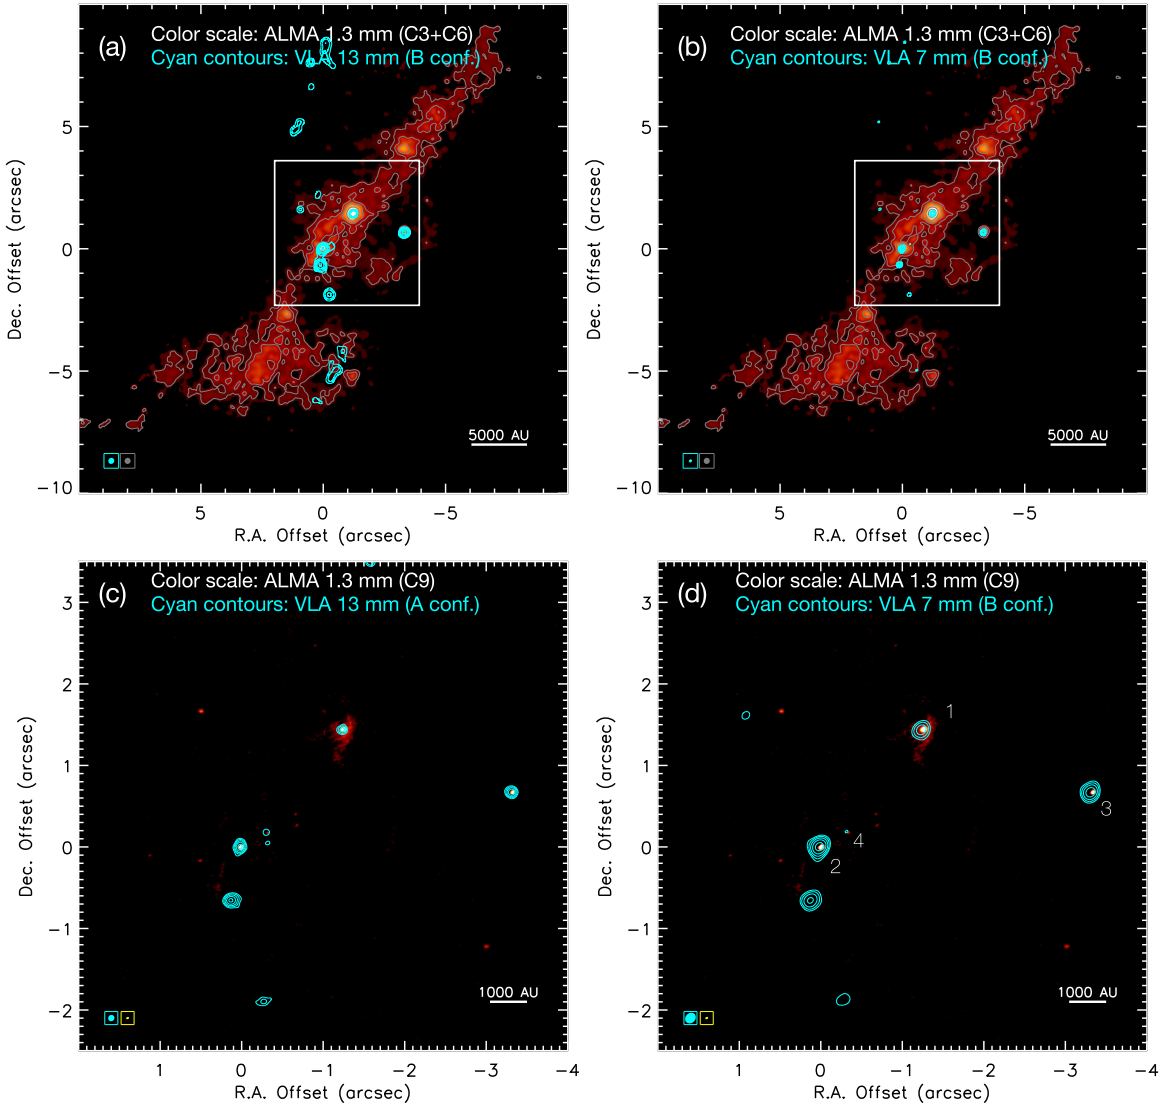 (a) Color scale: ALMA 1.3 mm (C3+C6)
Cyan contours: VLA 13 mm (B conf.)
5
0
−5
−10
Dec. Offset (arcsec)
5000 AU
5 0 −5
R.A. Offset (arcsec)
(b) Color scale: ALMA 1.3 mm (C3+C6)
Cyan contours: VLA 7 mm (B conf.)
5
0
−5
−10
Dec. Offset (arcsec)
5000 AU
5 0 −5
R.A. Offset (arcsec)
(c) Color scale: ALMA 1.3 mm (C9)
Cyan contours: VLA 13 mm (A conf.)
3
2
1
0
−1
−2
Dec. Offset (arcsec)
1000 AU
1 0 −1 −2 −3 −4
R.A. Offset (arcsec)
(d) Color scale: ALMA 1.3 mm (C9)
Cyan contours: VLA 7 mm (B conf.)
3
2
1
0
−1
−2
Dec. Offset (arcsec)
1
3
4
2
1000 AU
1 0 −1 −2 −3 −4
R.A. Offset (arcsec)